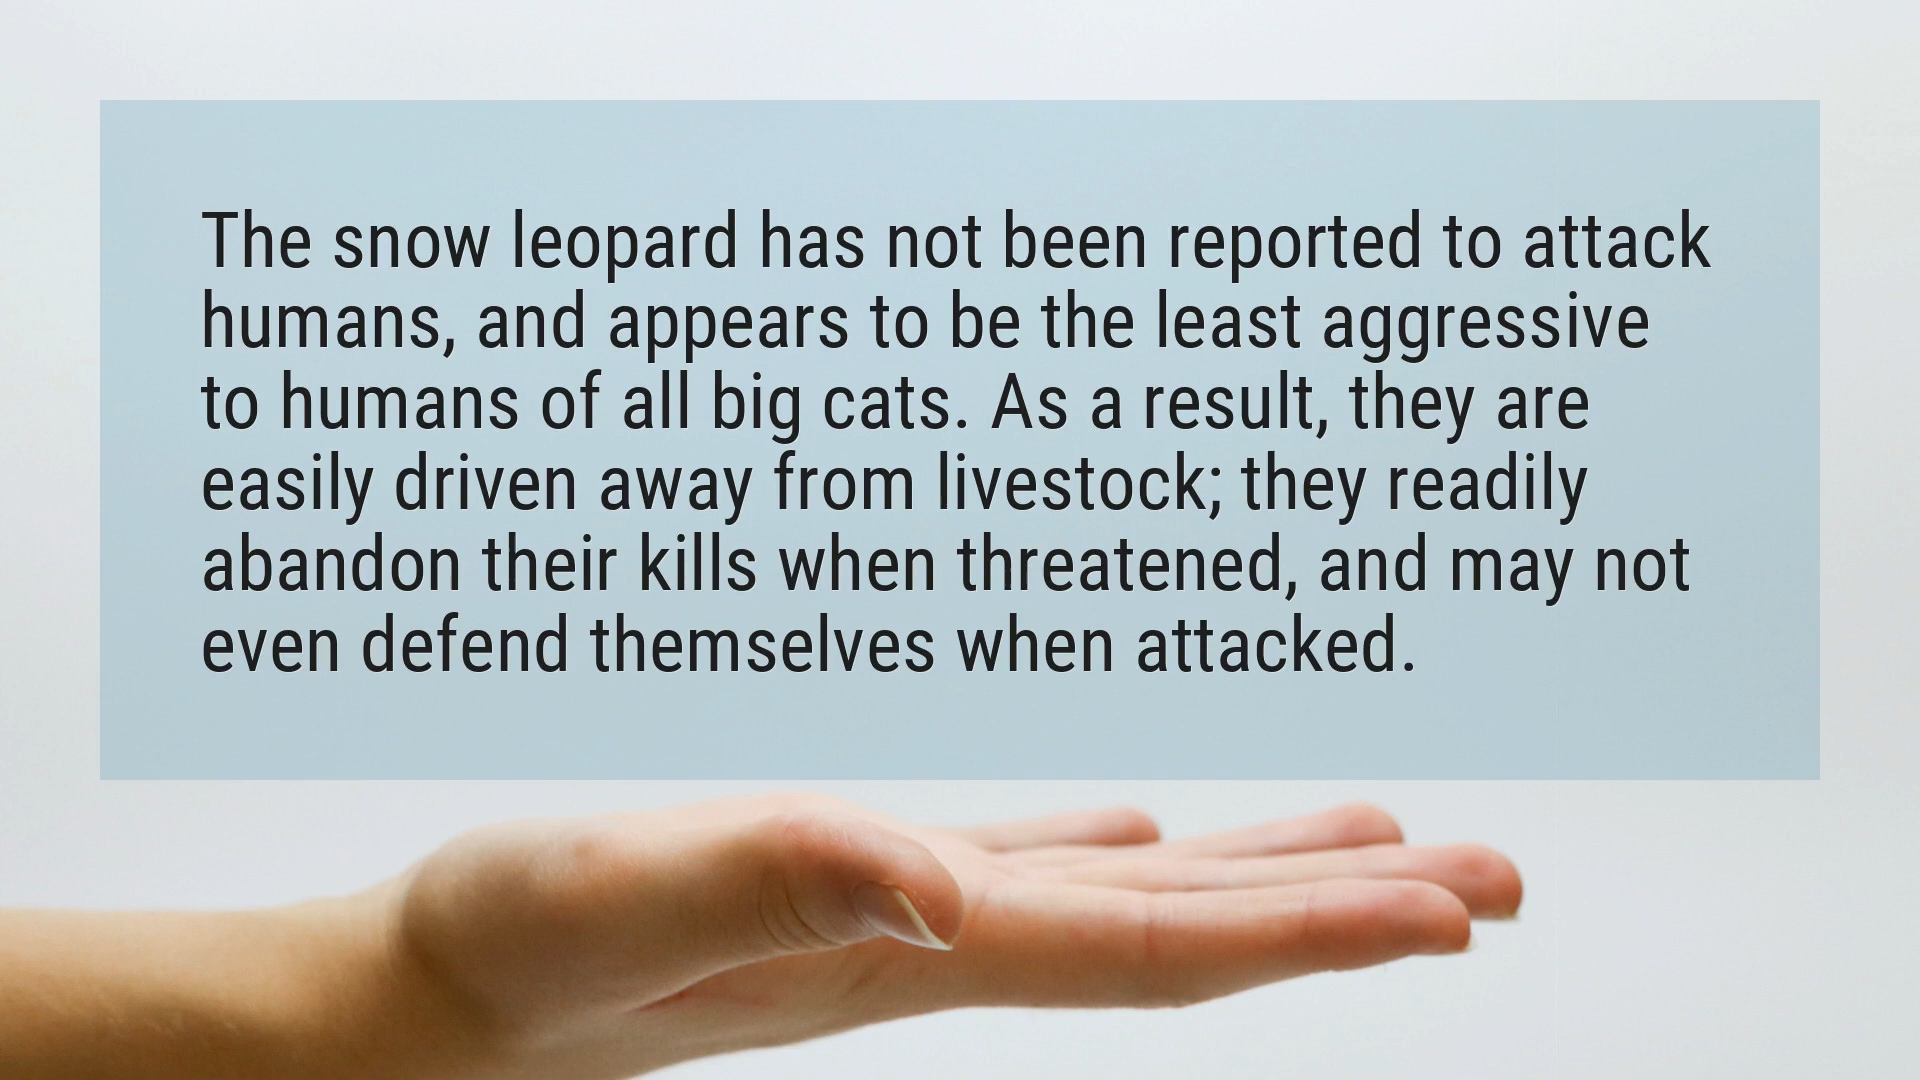 The snow leopard has not been reported to attack
humans, and appears to be the least aggressive
to humans of all big cats. As a result, they are
easily driven away from livestock; they readily
abandon their kills when threatened, and may not
even defend themselves when attacked.